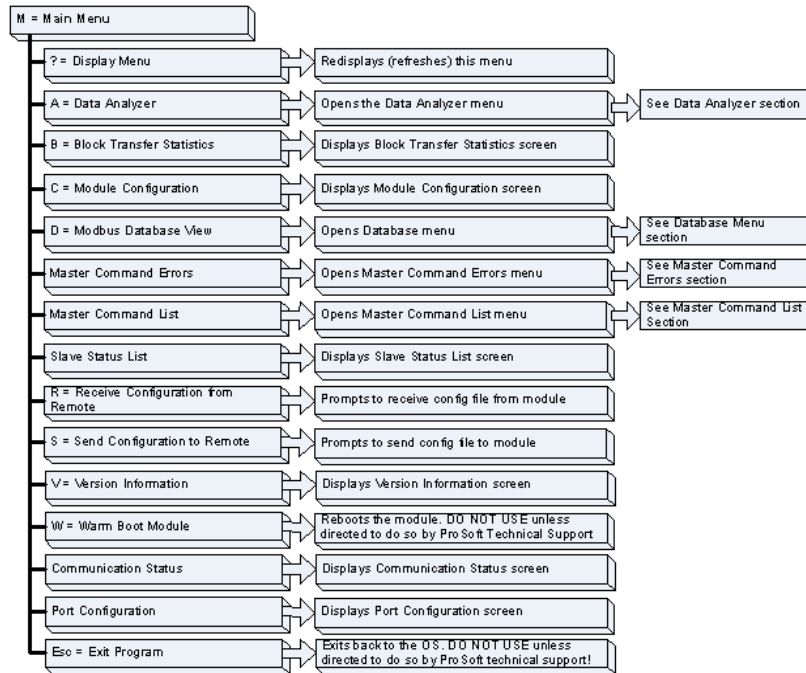 M = Main Menu
? = Display Menu
Redisplays (refreshes) this menu
A = Data Analyzer
Opens the Data Analyzer menu
See Data Analyzer section
B = Block Transfer Statistics
Displays Block Transfer Statistics screen
C = Module Configuration
Displays Module Configuration screen
D = Modbus Database View
Opens Database menu
See Database Menu
section
Master Command Errors
Opens Master Command Errors menu
See Master Command
Errors section
Master Command List
Opens Master Command List menu
See Master Command List
Section
Slave Status List
Displays Slave Status List screen
R = Receive Configuration from
Remote
Prompts to receive config file from module
S = Send Configuration to Remote
Prompts to send config file to module
V = Version Information
Displays Version Information screen
W = Warm Boot Module
Reboots the module. DO NOT USE unless
directed to do so by ProSoft Technical Support
Communication Status
Displays Communication Status screen
Port Configuration
Displays Port Configuration screen
Esc = Exit Program
Exits back to the OS. DO NOT USE unless
directed to do so by ProSoft technical support!